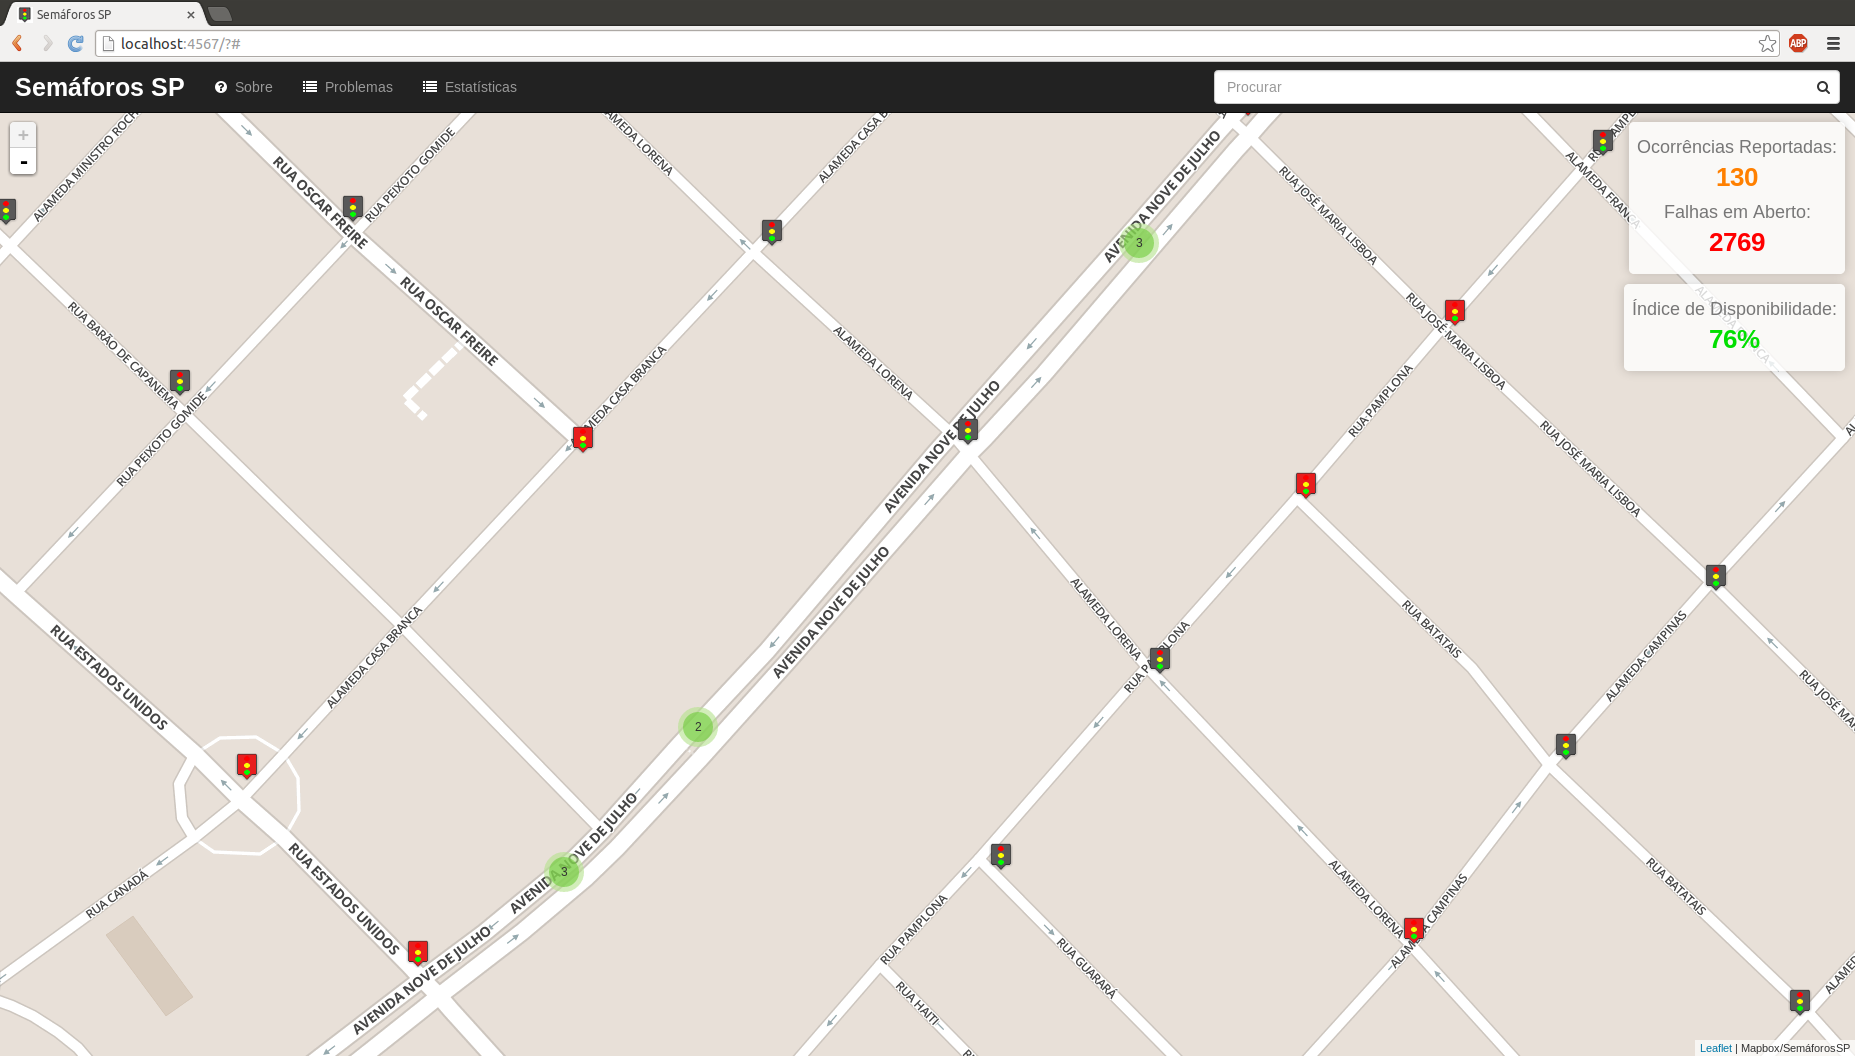 Semáforos SP
localhost:4567/?#
ABP
Semáforos SP
Sobre
Problemas
Estatísticas
Procurar
+
-
Ocorrências Reportadas:
130
Falhas em Aberto:
2769
Índice de Disponibilidade:
76%
ALAMEDA MINISTRO ROCH
RUA OSCAR FREIRE
RUA PEIXOTO GOMIDE
ALAMEDA LORENA
ALAMEDA CASA B
AVENIDA NOVE DE JULHO
3
RUA JOSÉ MARIA LISBOA
ALAMEDA FRANCA
RUA BARÃO DE CAPANEMA
RUA OSCAR FREIRE
ALAMEDA LORENA
RUA JOSÉ MARIA LISBOA
RUA PEIXOTO GOMIDE
ALAMEDA CASA BRANCA
AVENIDA NOVE DE JULHO
RUA PAMPLONA
RUA JOSÉ MARIA LISBOA
AVENIDA NOVE DE JULHO
ALAMEDA LORENA
RUA PAMPLONA
RUA BATATAIS
ALAMEDA CAMPINAS
RUA JOSÉ MAR
RUA ESTADOS UNIDOS
ALAMEDA CASA BRANCA
2
AVENIDA NOVE DE JULHO
3
RUA CANADÁ
RUA ESTADOS UNIDOS
AVENIDA NOVE DE JULHO
RUA PAMPLONA
RUA GUARARÁ
RUA HAITI
ALAMEDA LORENA
ALAMEDA CAMPINAS
RUA BATATAIS
ALAMED
Leaflet | Mapbox/SemáforosSP